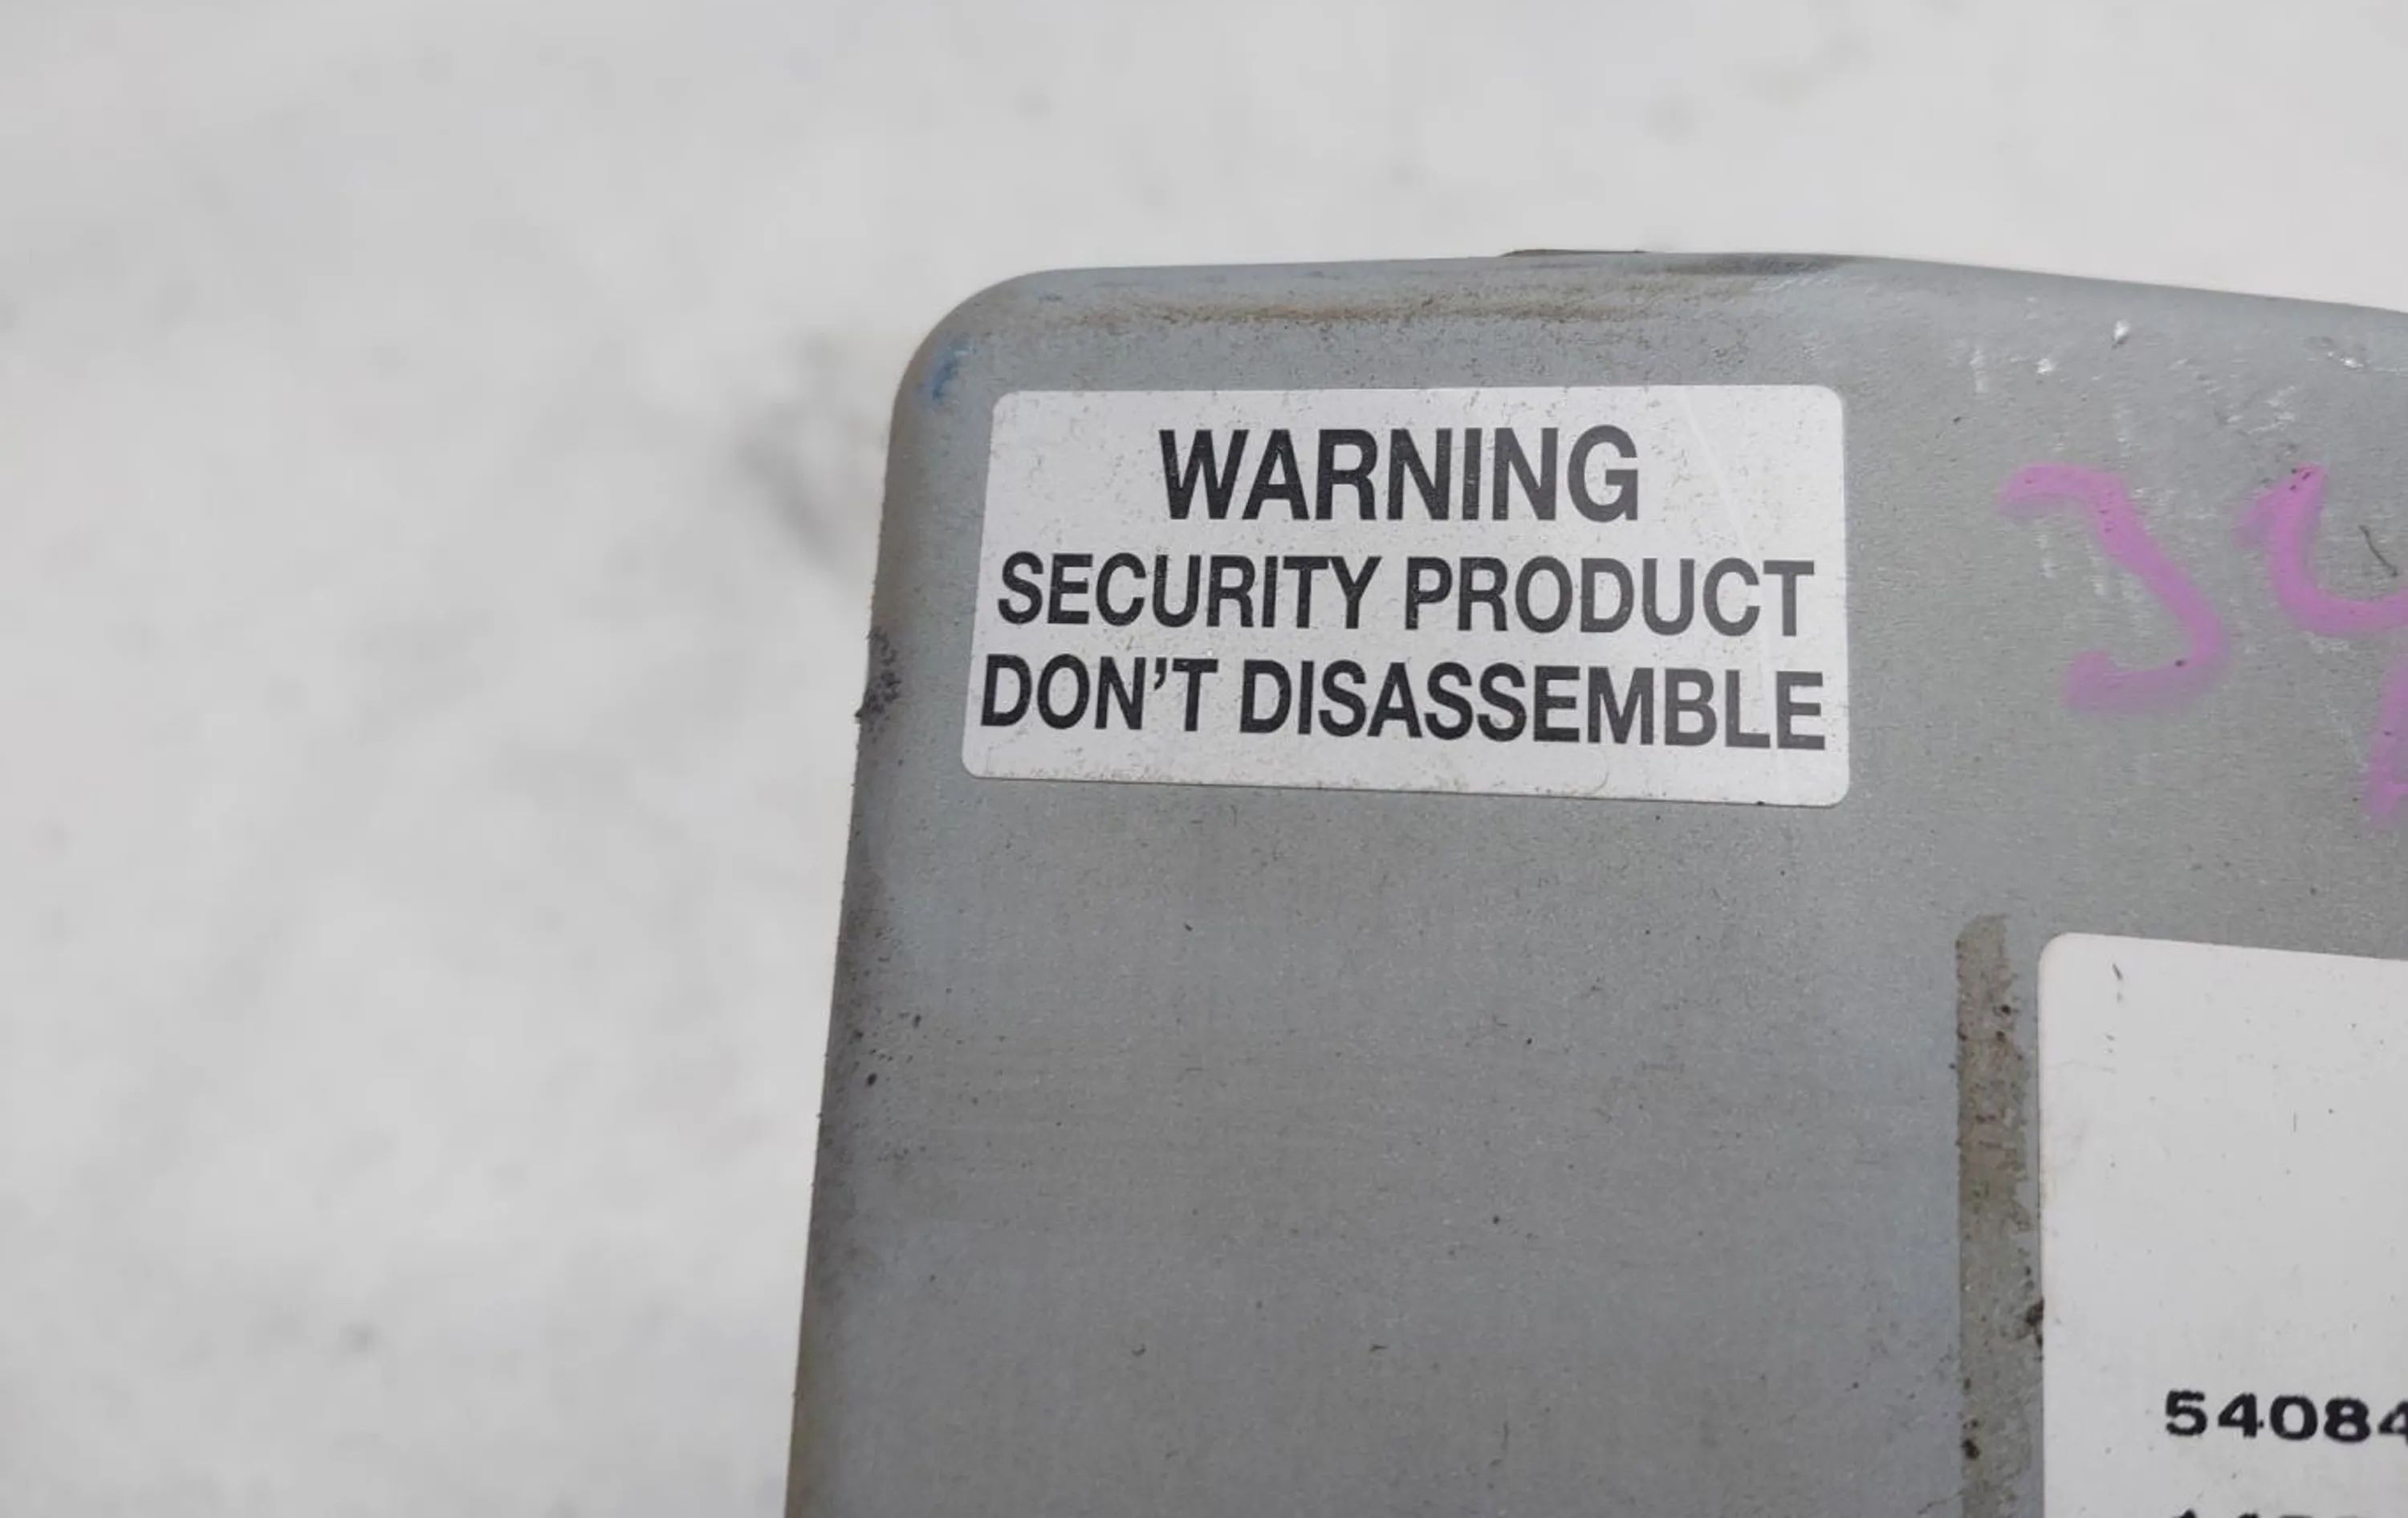 WARNING
SECURITY PRODUCT
DON'T DISASSEMBLE
54084